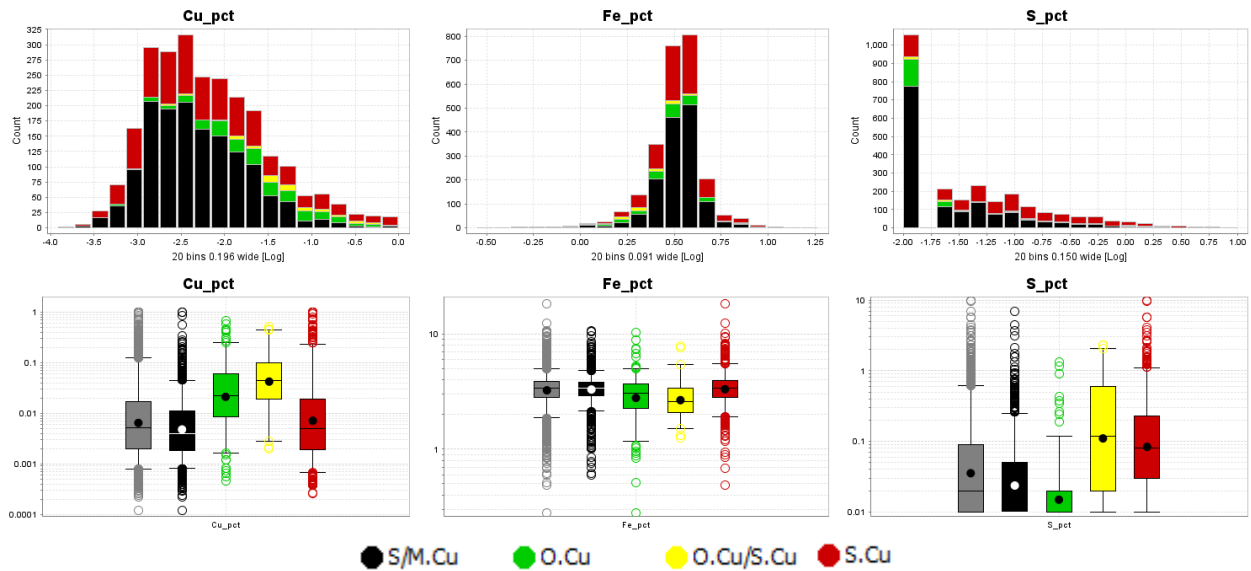 Cu_pct
Fe_pct
S_pct
325
300
275
250
225
200
175
150
125
100
75
50
25
0
Count
-4.0 -3.5 -3.0 -2.5 -2.0 -1.5 -1.0 -0.5 0.0
20 bins 0.196 wide [Log]
800
700
600
500
400
300
200
100
0
Count
-0.50 -0.25 0.00 0.25 0.50 0.75 1.00 1.25
20 bins 0.091 wide [Log]
1,000
900
800
700
600
500
400
300
200
100
0
Count
-2.00 -1.75 -1.50 -1.25 -1.00 -0.75 -0.50 -0.25 0.00 0.25 0.50 0.75 1.00
20 bins 0.150 wide [Log]
Cu_pct
Fe_pct
S_pct
1
0.1
0.01
0.001
0.0001
Cu_pct
10
1
Fe_pct
10
1
0.1
0.01
S_pct
S/M.Cu
O.Cu
O.Cu/S.Cu
S.Cu